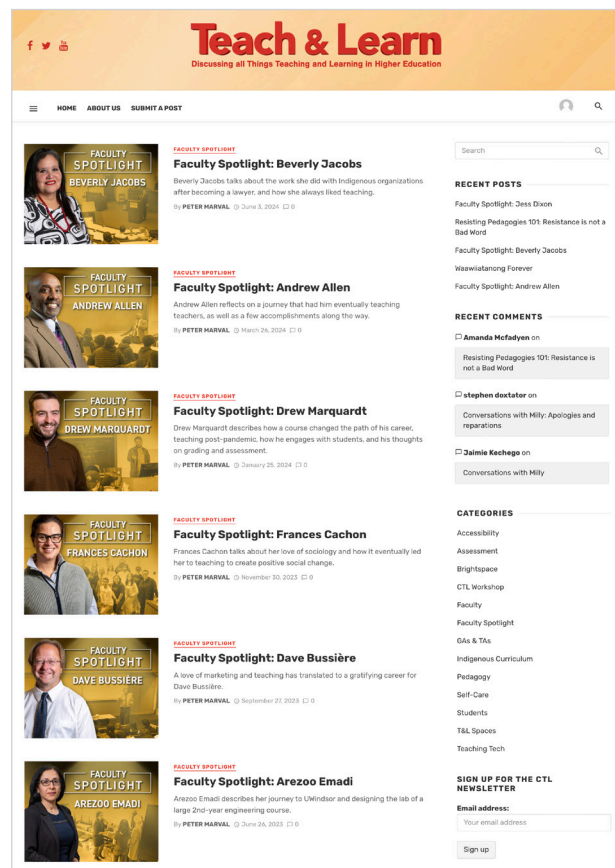 Teach & Learn
Discussing all Things Teaching and Learning in Higher Education
HOME ABOUT US SUBMIT A POST
FACULTY
SPOTLIGHT
BEVERLY JACOBS
FACULTY SPOTLIGHT
Faculty Spotlight: Beverly Jacobs
Beverly Jacobs talks about the work she did with Indigenous organizations
after becoming a lawyer, and how she always liked teaching.
By PETER MARVAL June 3, 2024 0
FACULTY
SPOTLIGHT
ANDREW ALLEN
FACULTY SPOTLIGHT
Faculty Spotlight: Andrew Allen
Andrew Allen reflects on a journey that had him eventually teaching
teachers, as well as a few accomplishments along the way.
By PETER MARVAL March 26, 2024 0
FACULTY
SPOTLIGHT
DREW MARQUARDT
FACULTY SPOTLIGHT
Faculty Spotlight: Drew Marquardt
Drew Marquardt describes how a course changed the path of his career,
teaching post-pandemic, how he engages with students, and his thoughts
on grading and assessment.
By PETER MARVAL January 25, 2024 0
FACULTY
SPOTLIGHT
FRANCES CACHON
FACULTY SPOTLIGHT
Faculty Spotlight: Frances Cachon
Frances Cachon talks about her love of sociology and how it eventually led
her to teaching to create positive social change.
By PETER MARVAL November 30, 2023 0
FACULTY
SPOTLIGHT
DAVE BUSSIÈRE
FACULTY SPOTLIGHT
Faculty Spotlight: Dave Bussière
A love of marketing and teaching has translated to a gratifying career for
Dave Bussière.
By PETER MARVAL September 27, 2023 0
FACULTY
SPOTLIGHT
AREZOO EMADI
FACULTY SPOTLIGHT
Faculty Spotlight: Arezoo Emadi
Arezoo Emadi describes her journey to UWindsor and designing the lab of a
large 2nd-year engineering course.
By PETER MARVAL June 26, 2023 0
Search
RECENT POSTS
Faculty Spotlight: Jess Dixon
Resisting Pedagogies 101: Resistance is not a
Bad Word
Faculty Spotlight: Beverly Jacobs
Waawiiatanong Forever
Faculty Spotlight: Andrew Allen
RECENT COMMENTS
Amanda Mcfadyen on
Resisting Pedagogies 101: Resistance is
not a Bad Word
stephen doxtator on
Conversations with Milly: Apologies and
reparations
Jaimie Kechego on
Conversations with Milly
CATEGORIES
Accessibility
Assessment
Brightspace
CTL Workshop
Faculty
Faculty Spotlight
GAs & TAs
Indigenous Curriculum
Pedagogy
Self-Care
Students
T&L Spaces
Teaching Tech
SIGN UP FOR THE CTL
NEWSLETTER
Email address:
Your email address
Sign up